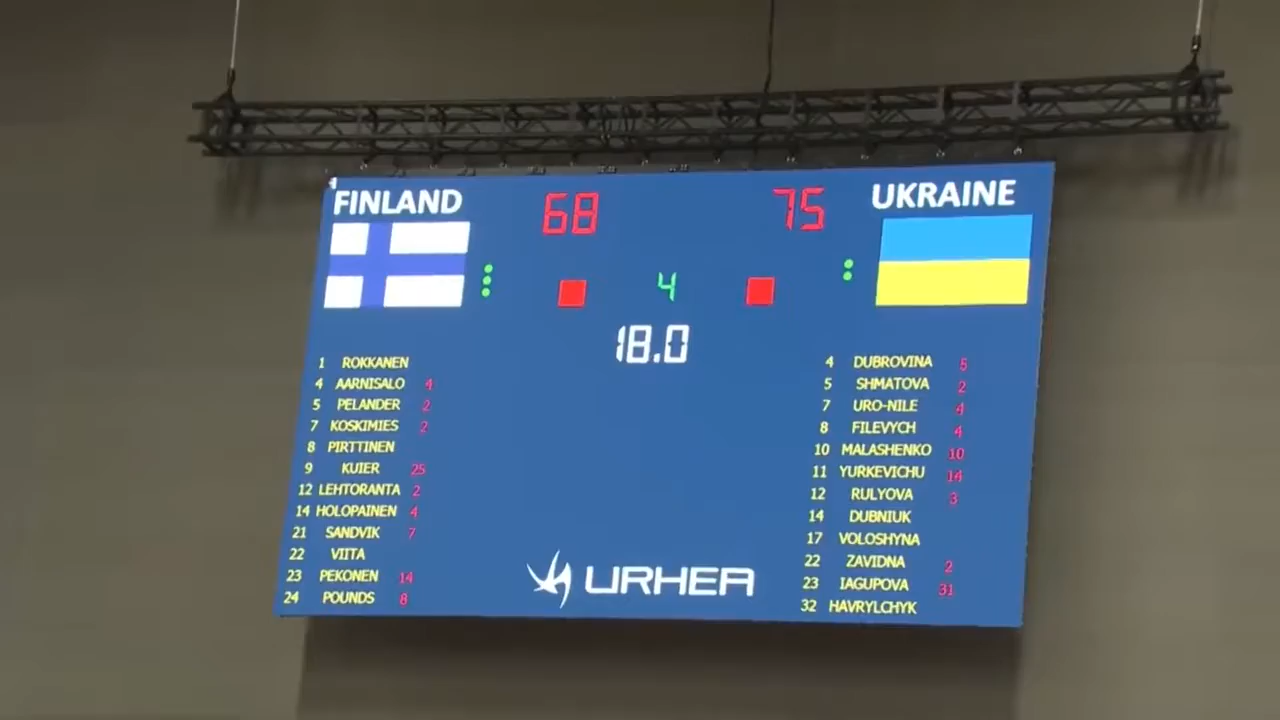 FINLAND 68 75 UKRAINE
4
18.0
1 ROKKANEN
4 AARNISALO 4
5 PELANDER 2
7 KOSKIMIES 2
8 PIRTTINEN
9 KUIER 25
12 LEHTORANTA 2
14 HOLOPAINEN 4
21 SANDVIK 7
22 VIITA
23 PEKONEN 14
24 POUNDS 8
4 DUBROVINA 5
5 SHMATOVA 2
7 URO-NILE 4
8 FILEVYCH 4
10 MALASHENKO 10
11 YURKEVICHU 14
12 RULYOVA 3
14 DUBNIUK
17 VOLOSHYNA
22 ZAVIDNA 2
23 IAGUPOVA 31
32 HAVRYLCHYK
URHEA